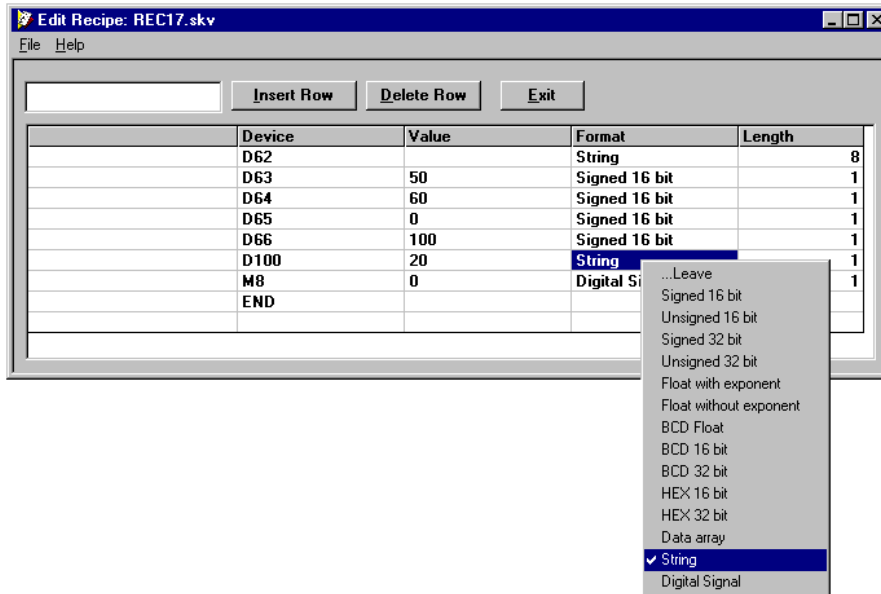 Edit Recipe: REC17.skv
File Help
Insert Row Delete Row Exit
Device Value Format Length
D62 String 8
D63 50 Signed 16 bit 1
D64 60 Signed 16 bit 1
D65 0 Signed 16 bit 1
D66 100 Signed 16 bit 1
D100 20 String 1
M8 0 Digital Si 1
END
...Leave
Signed 16 bit
Unsigned 16 bit
Signed 32 bit
Unsigned 32 bit
Float with exponent
Float without exponent
BCD Float
BCD 16 bit
BCD 32 bit
HEX 16 bit
HEX 32 bit
Data array
String
Digital Signal